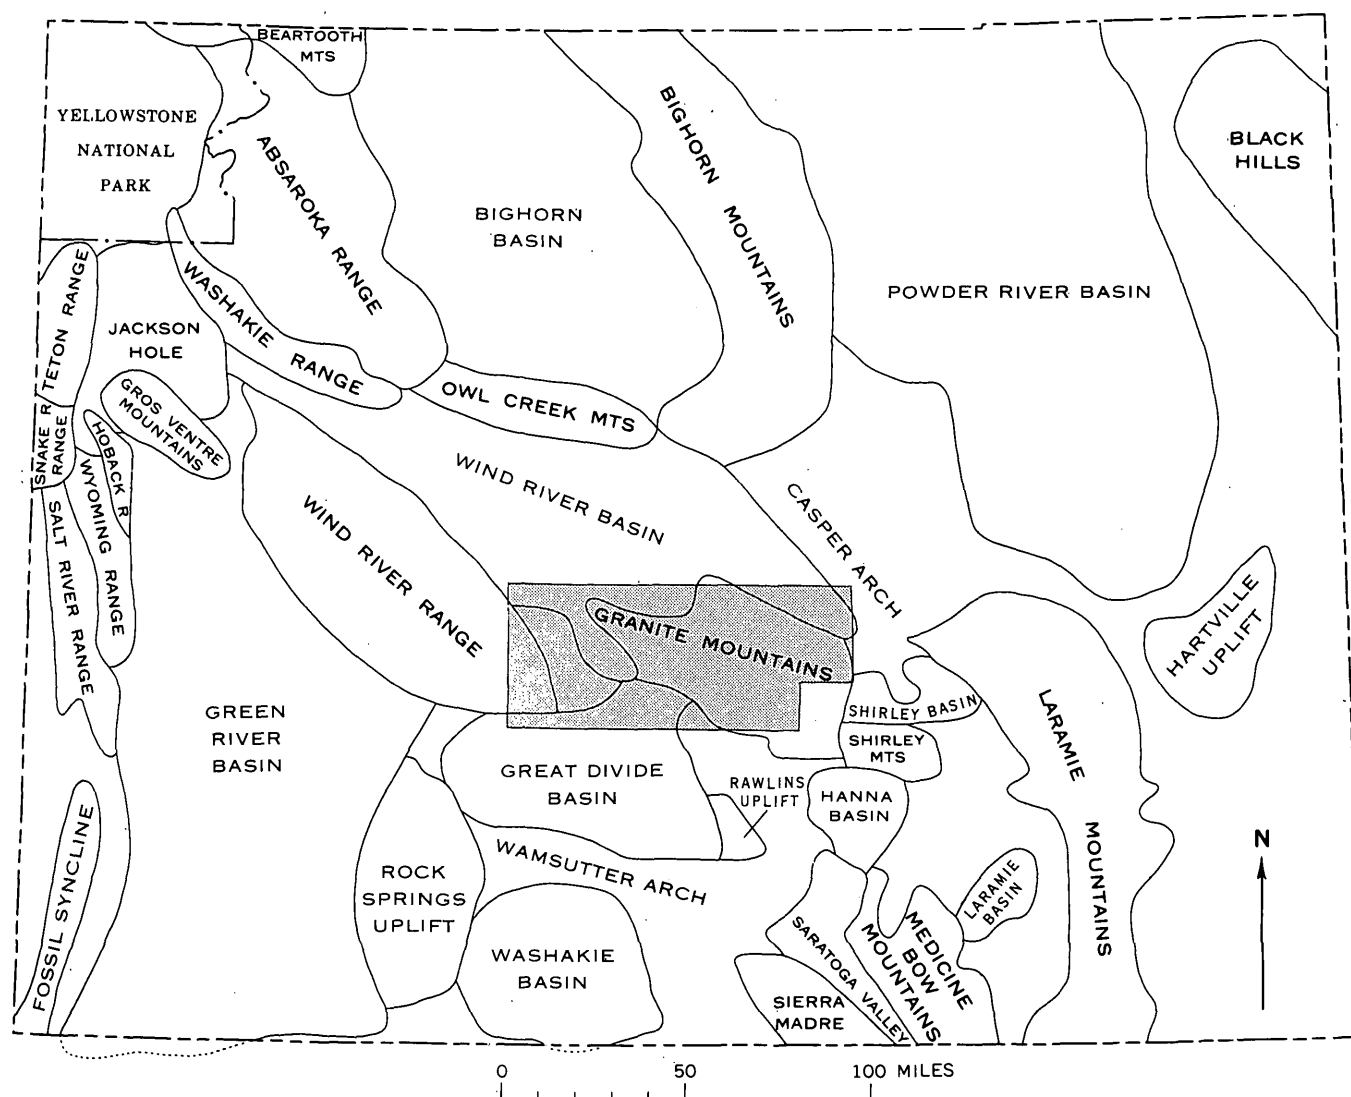 BEARTOOTH
MTS
YELLOWSTONE
NATIONAL
PARK
ABSAROKA RANGE
BIGHORN
BASIN
BIGHORN MOUNTAINS
BLACK
HILLS
POWDER RIVER BASIN
TETON RANGE
JACKSON
HOLE
WASHAKIE RANGE
GROS VENTRE
MOUNTAINS
OWL CREEK MTS
SNAKE R
RANGE
HOBACK R
WYOMING RANGE
SALT RIVER RANGE
WIND RIVER RANGE
WIND RIVER BASIN
CASPER ARCH
GRANITE MOUNTAINS
HARTVILLE
UPLIFT
GREEN
RIVER
BASIN
SHIRLEY BASIN
SHIRLEY
MTS
LARAMIE MOUNTAINS
GREAT DIVIDE
BASIN
RAWLINS
UPLIFT
HANNA
BASIN
WAMSUTTER ARCH
ROCK
SPRINGS
UPLIFT
FOSSIL SYNCLINE
WASHAKIE
BASIN
LARAMIE
BASIN
SARATOGA VALLEY
MEDICINE
BOW
MOUNTAINS
SIERRA
MADRE
N
0 50 100 MILES